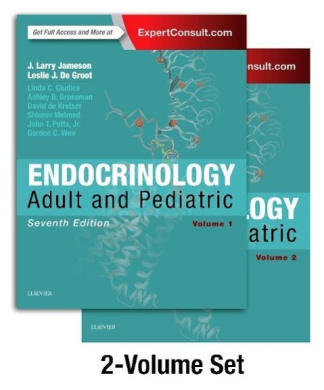 Get Full Access and More at
ExpertConsult.com
J. Larry Jameson
Leslie J. De Groot
Linda C. Giudice
Ashley B. Grossman
David de Kretser
Shlomo Melmed
John T. Potts, Jr.
Gordon C. Weir
ENDOCRINOLOGY
Adult and Pediatric
Seventh Edition
Volume 1
ELSEVIER
nsult.com
LOGY
iatric
Volume 2
ELSEVIER
2-Volume Set